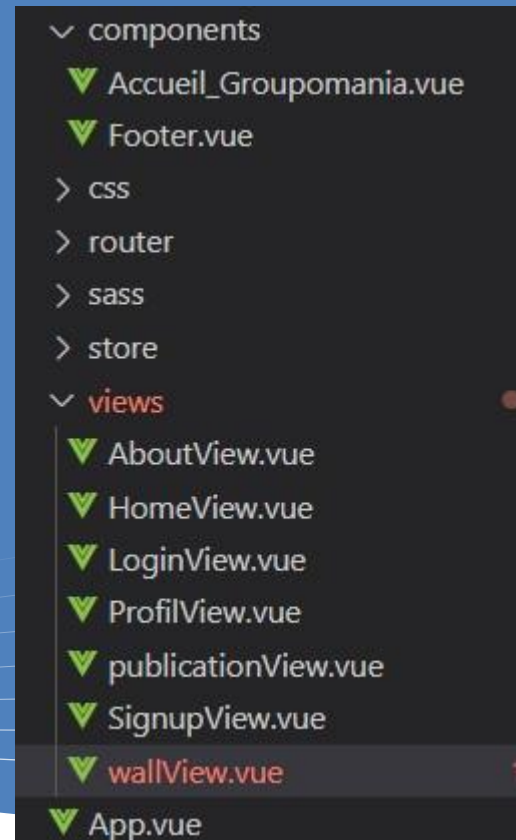 components
Accueil_Groupomania.vue
Footer.vue
css
router
sass
store
views
AboutView.vue
HomeView.vue
LoginView.vue
ProfilView.vue
publicationView.vue
SignupView.vue
wallView.vue
App.vue